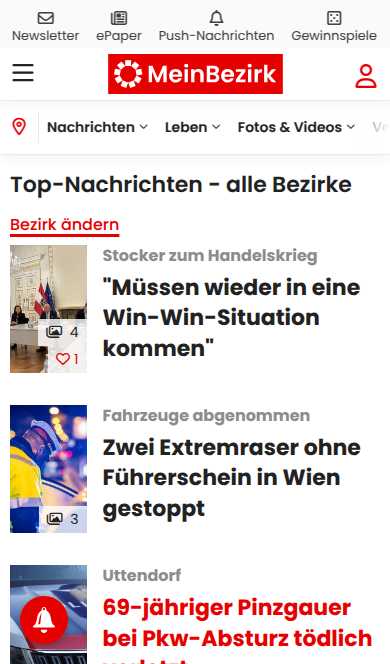 Newsletter
ePaper
Push-Nachrichten
Gewinnspiele
MeinBezirk
Nachrichten
Leben
Fotos & Videos
Top-Nachrichten - alle Bezirke
Bezirk ändern
Stocker zum Handelskrieg
"Müssen wieder in eine
Win-Win-Situation
kommen"
4
1
Fahrzeuge abgenommen
Zwei Extremraser ohne
Führerschein in Wien
gestoppt
3
Uttendorf
69-jähriger Pinzgauer
bei Pkw-Absturz tödlich
verletzt